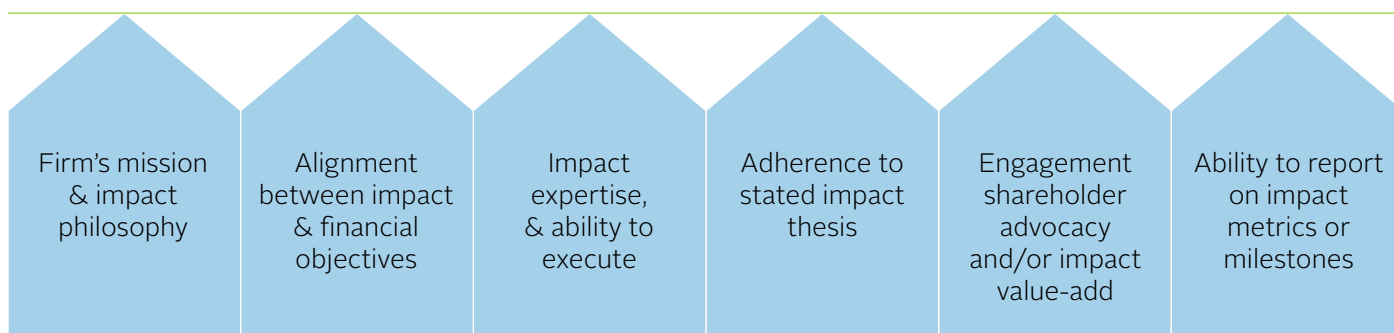 Firm's mission
& impact
philosophy
Alignment
between impact
& financial
objectives
Impact
expertise,
& ability to
execute
Adherence to
stated impact
thesis
Engagement
shareholder
advocacy
and/or impact
value-add
Ability to report
on impact
metrics or
milestones